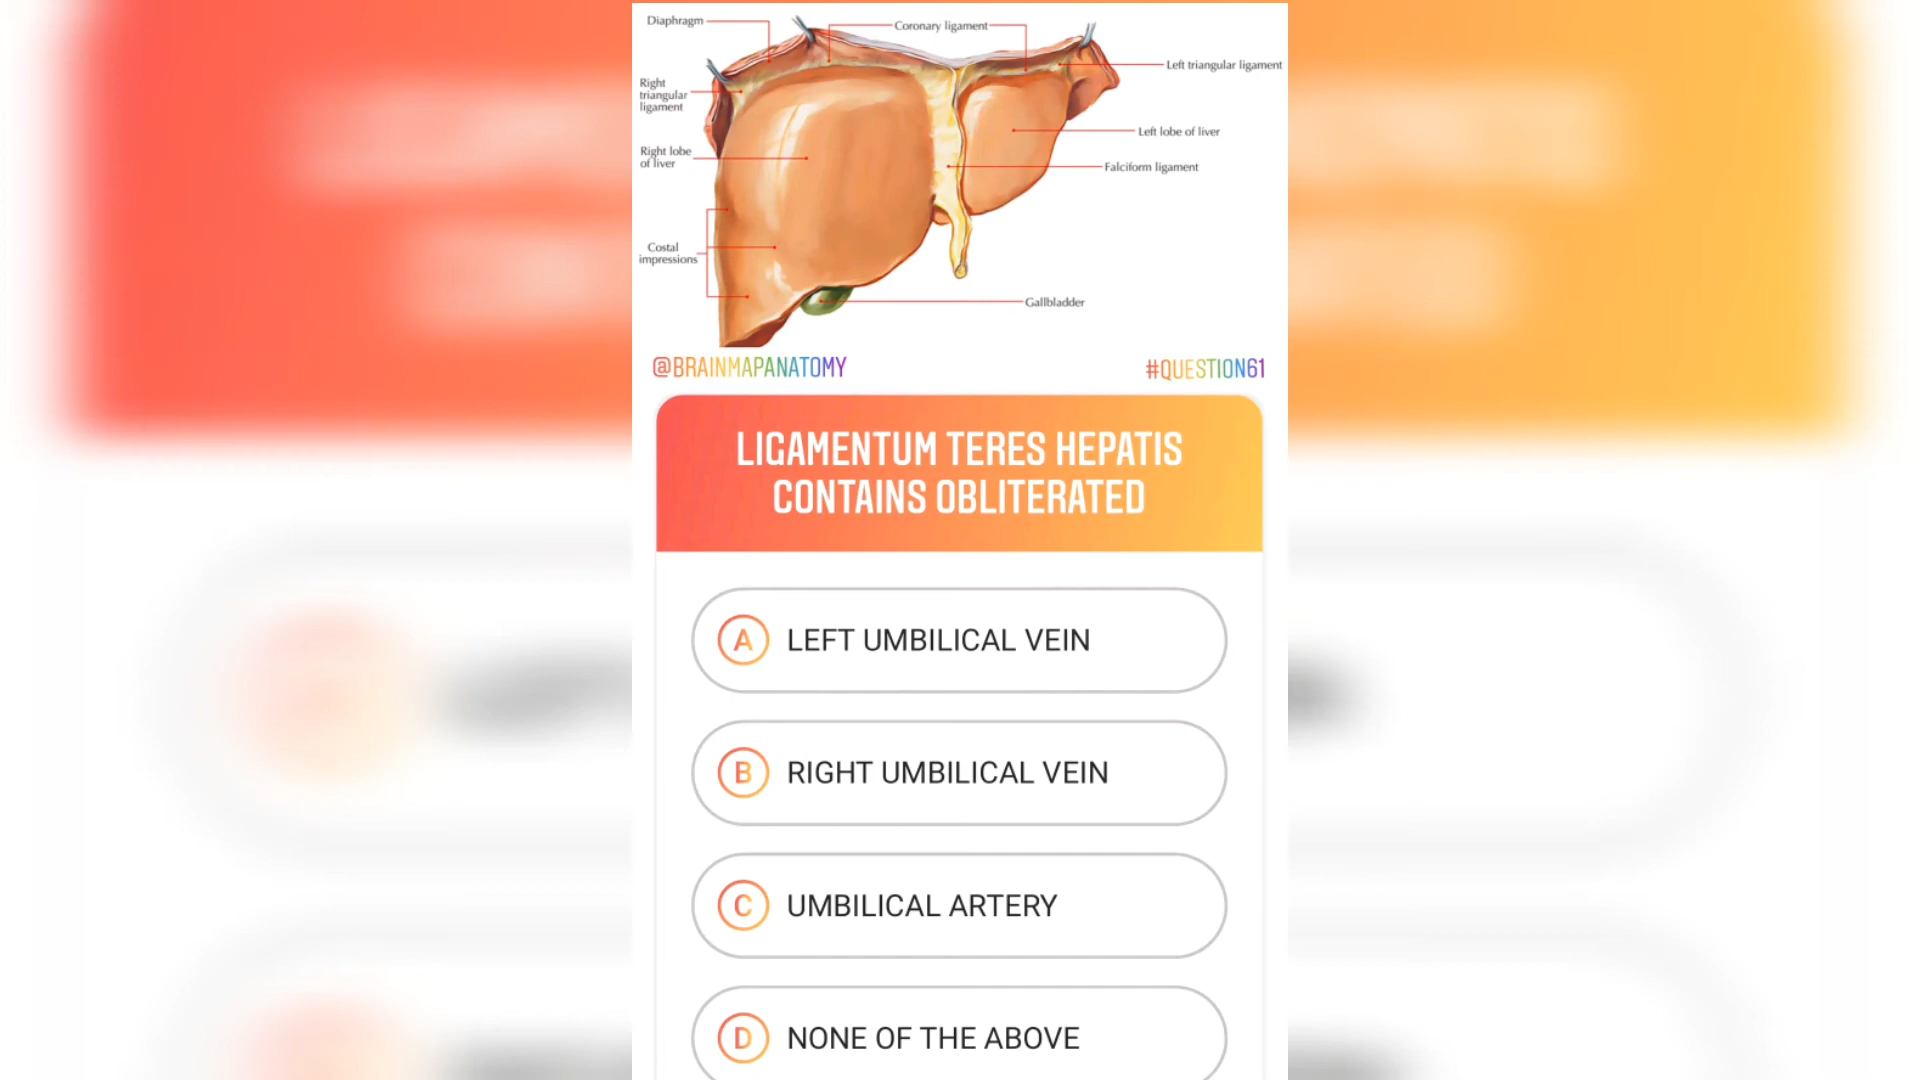 Diaphragm
Coronary ligament
Left triangular ligament
Right
triangular
ligament
Left lobe of liver
Right lobe
of liver
Falciform ligament
Costal
impressions
Gallbladder
@BRAINMAPANATOMY
#QUESTION61
LIGAMENTUM TERES HEPATIS
CONTAINS OBLITERATED
A LEFT UMBILICAL VEIN
B RIGHT UMBILICAL VEIN
C UMBILICAL ARTERY
D NONE OF THE ABOVE